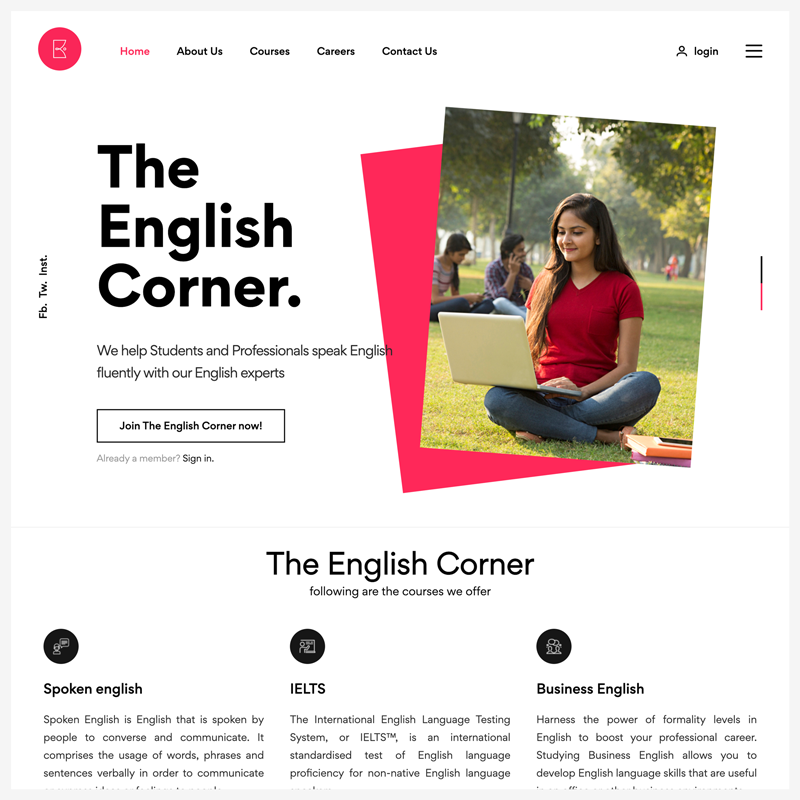 Home About Us Courses Careers Contact Us login
The
English
Corner.
Fb. Tw. Inst.
We help Students and Professionals speak English
fluently with our English experts
Join The English Corner now!
Already a member? Sign in.
The English Corner
following are the courses we offer
Spoken english
Spoken English is English that is spoken by
people to converse and communicate. It
comprises the usage of words, phrases and
sentences verbally in order to communicate
IELTS
The International English Language Testing
System, or IELTS™, is an international
standardised test of English language
proficiency for non-native English language
Business English
Harness the power of formality levels in
English to boost your professional career.
Studying Business English allows you to
develop English language skills that are useful